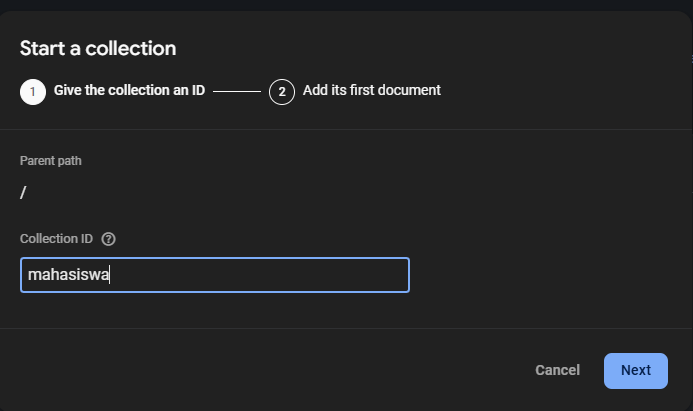 Start a collection
1 Give the collection an ID 2 Add its first document
Parent path
/
Collection ID ?
mahasiswa
Cancel Next